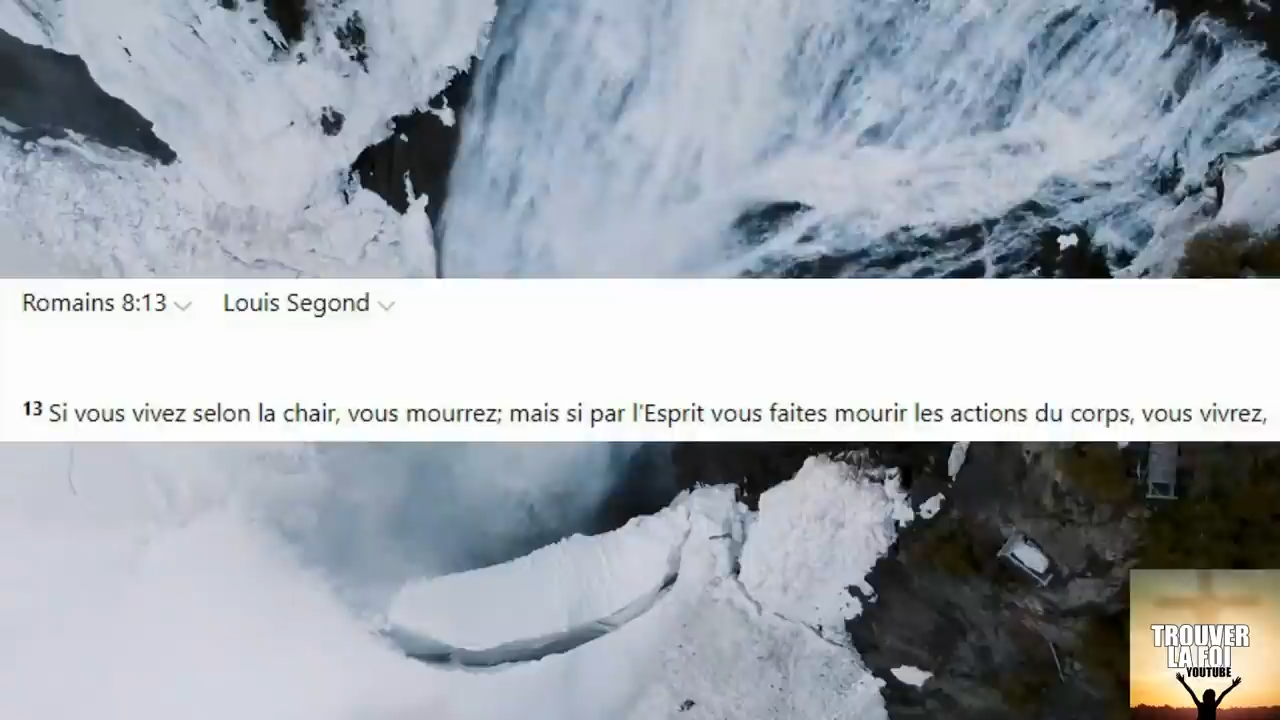 Romains 8:13 Louis Segond
13 Si vous vivez selon la chair, vous mourrez; mais si par l'Esprit vous faites mourir les actions du corps, vous vivrez,
TROUVER
LA FOI
YOUTUBE